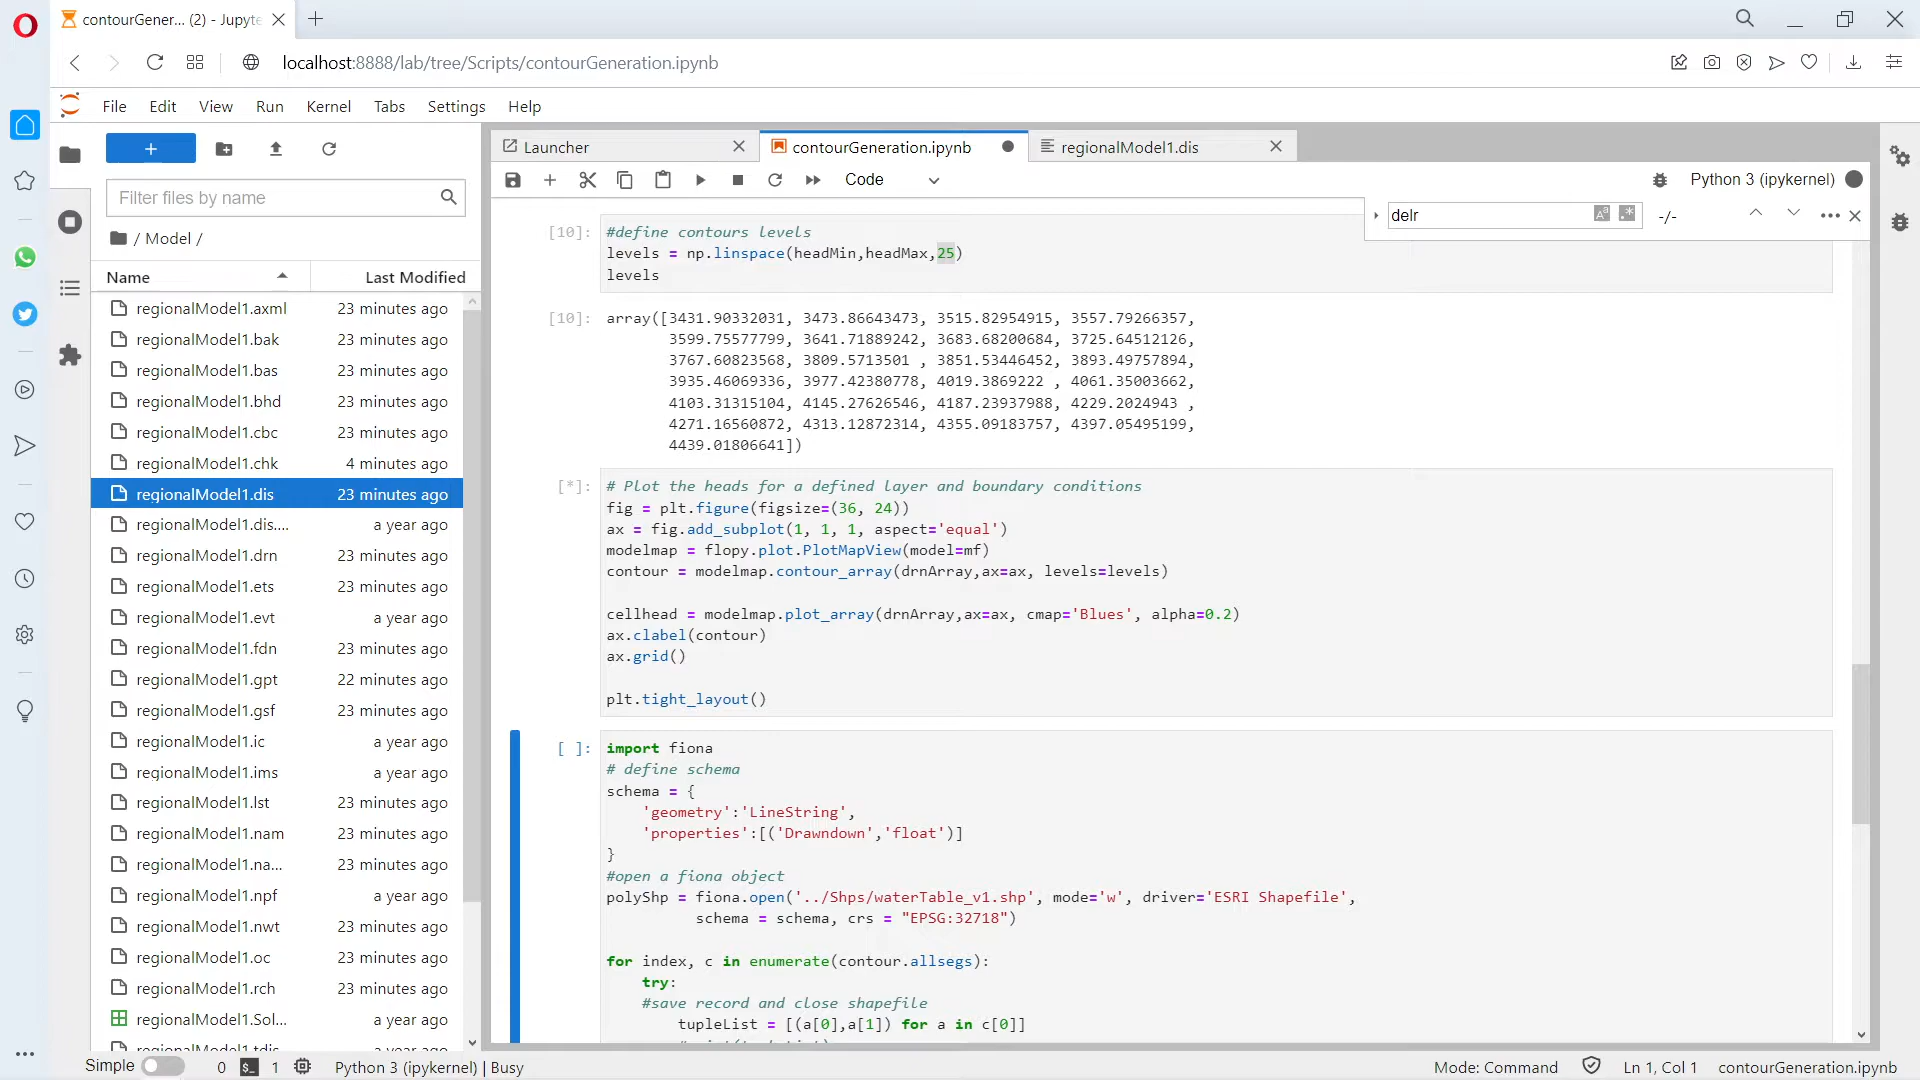 contourGener... (2) - Jupyte
localhost:8888/lab/tree/Scripts/contourGeneration.ipynb
File Edit View Run Kernel Tabs Settings Help
Filter files by name
/ Model /
Name Last Modified
regionalModel1.axml 23 minutes ago
regionalModel1.bak 23 minutes ago
regionalModel1.bas 23 minutes ago
regionalModel1.bhd 23 minutes ago
regionalModel1.cbc 23 minutes ago
regionalModel1.chk 4 minutes ago
regionalModel1.dis 23 minutes ago
regionalModel1.dis.... a year ago
regionalModel1.drn 23 minutes ago
regionalModel1.ets 23 minutes ago
regionalModel1.evt a year ago
regionalModel1.fdn 23 minutes ago
regionalModel1.gpt 22 minutes ago
regionalModel1.gsf 23 minutes ago
regionalModel1.ic a year ago
regionalModel1.ims a year ago
regionalModel1.lst 23 minutes ago
regionalModel1.nam 23 minutes ago
regionalModel1.na... 23 minutes ago
regionalModel1.npf a year ago
regionalModel1.nwt 23 minutes ago
regionalModel1.oc 23 minutes ago
regionalModel1.rch 23 minutes ago
regionalModel1.Sol... a year ago
Launcher contourGeneration.ipynb regionalModel1.dis
Code Python 3 (ipykernel)
delr -/-
[10]: #define contours levels
levels = np.linspace(headMin,headMax,25)
levels
[10]: array([3431.90332031, 3473.86643473, 3515.82954915, 3557.79266357,
3599.75577799, 3641.71889242, 3683.68200684, 3725.64512126,
3767.60823568, 3809.5713501 , 3851.53446452, 3893.49757894,
3935.46069336, 3977.42380778, 4019.3869222 , 4061.35003662,
4103.31315104, 4145.27626546, 4187.23937988, 4229.2024943 ,
4271.16560872, 4313.12872314, 4355.09183757, 4397.05495199,
4439.01806641])
[*]: # Plot the heads for a defined layer and boundary conditions
fig = plt.figure(figsize=(36, 24))
ax = fig.add_subplot(1, 1, 1, aspect='equal')
modelmap = flopy.plot.PlotMapView(model=mf)
contour = modelmap.contour_array(drnArray,ax=ax, levels=levels)
cellhead = modelmap.plot_array(drnArray,ax=ax, cmap='Blues', alpha=0.2)
ax.clabel(contour)
ax.grid()
plt.tight_layout()
[ ]: import fiona
# define schema
schema = {
'geometry':'LineString',
'properties':[('Drawndown','float')]
}
#open a fiona object
polyShp = fiona.open('../Shps/waterTable_v1.shp', mode='w', driver='ESRI Shapefile',
schema = schema, crs = "EPSG:32718")
for index, c in enumerate(contour.allsegs):
try:
#save record and close shapefile
tupleList = [(a[0],a[1]) for a in c[0]]
Simple 0 1 Python 3 (ipykernel) | Busy Mode: Command Ln 1, Col 1 contourGeneration.ipynb